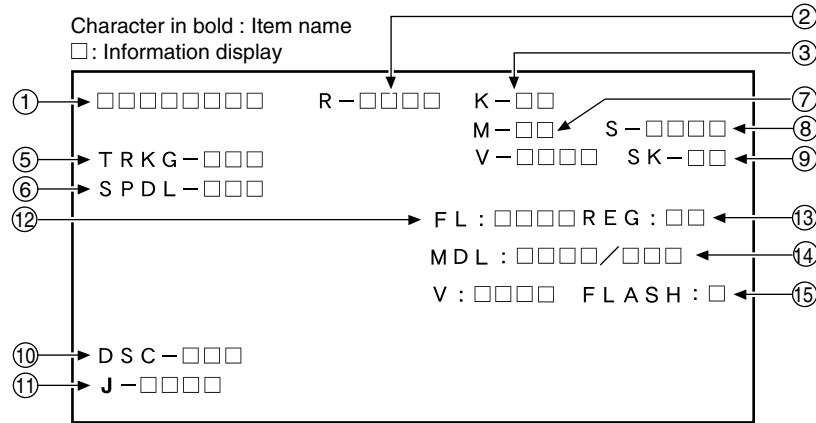 Character in bold : Item name
□ : Information display
② 
③
① □□□□□□□□ R－□□□□ K－□□ ⑦
M－□□ S－□□□□ ⑧
⑤ TRKG－□□□ V－□□□□ SK－□□ ⑨
⑥ SPDL－□□□
⑫ FL：□□□□REG：□□ ⑬
MDL：□□□□／□□□ ⑭
V：□□□□ FLASH：□ ⑮
⑩ DSC－□□□
⑪ J－□□□□